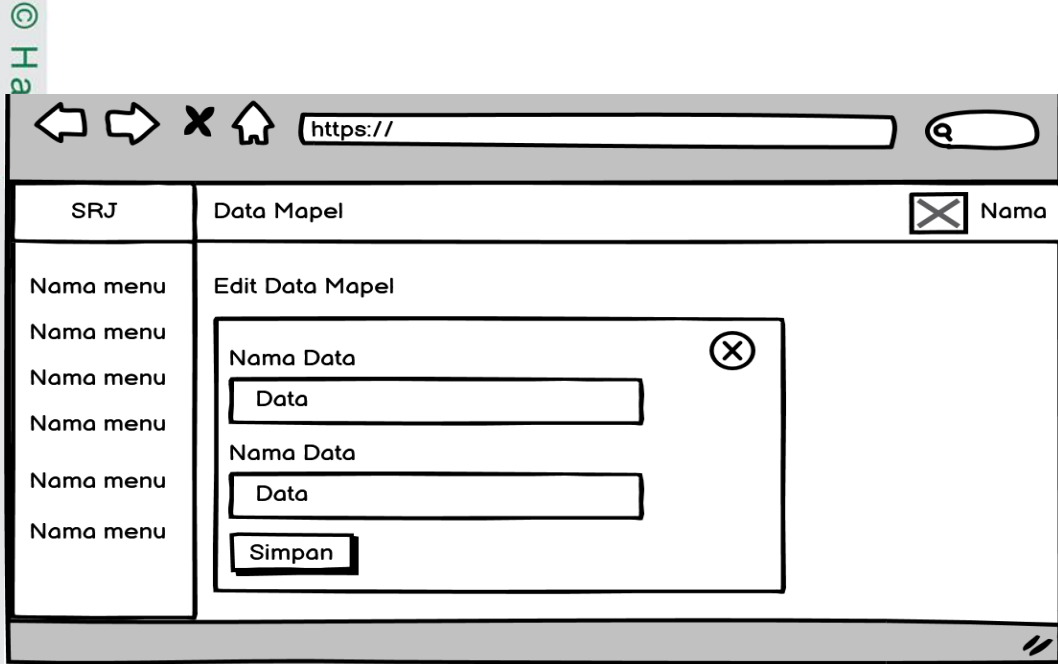 © Ha
https://
SRJ
Data Mapel
Nama
Nama menu
Nama menu
Nama menu
Nama menu
Nama menu
Nama menu
Edit Data Mapel
Nama Data
Data
Nama Data
Data
Simpan